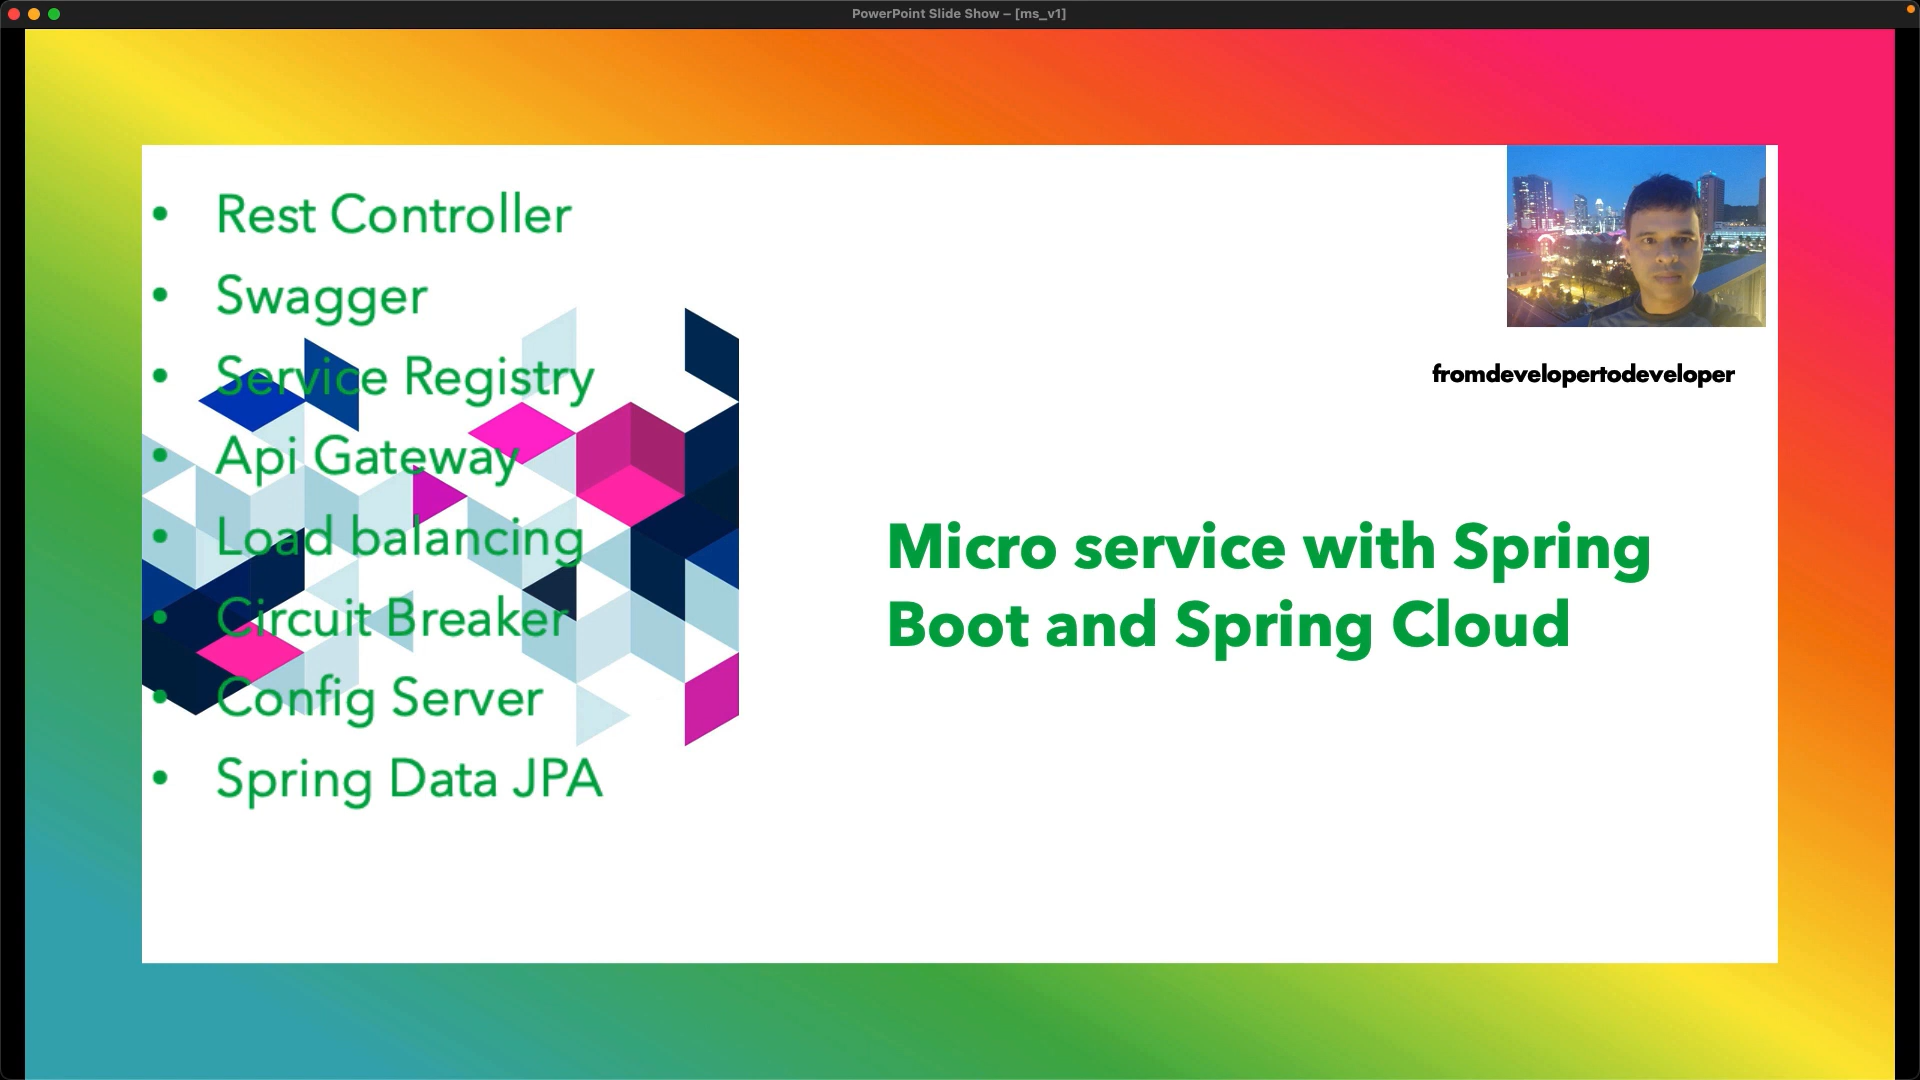 PowerPoint Slide Show – [ms_v1]
• Rest Controller
• Swagger
• Service Registry
• Api Gateway
• Load balancing
• Circuit Breaker
• Config Server
• Spring Data JPA
fromdevelopertodeveloper
Micro service with Spring
Boot and Spring Cloud